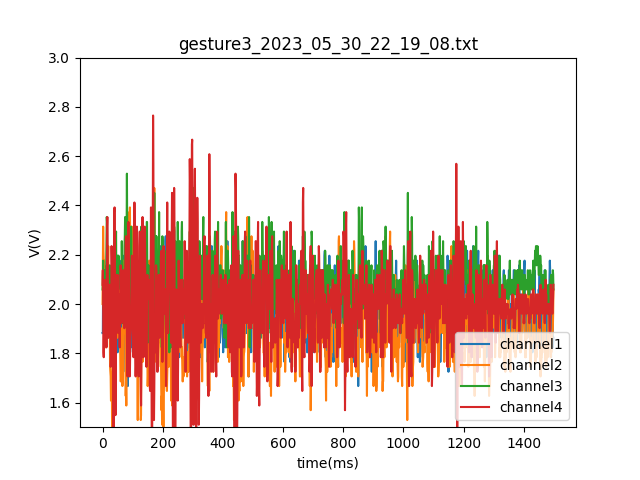 gesture3_2023_05_30_22_19_08.txt
3.0
2.8
2.6
2.4
2.2
2.0
1.8
1.6
V(V)
channel1
channel2
channel3
channel4
0 200 400 600 800 1000 1200 1400
time(ms)